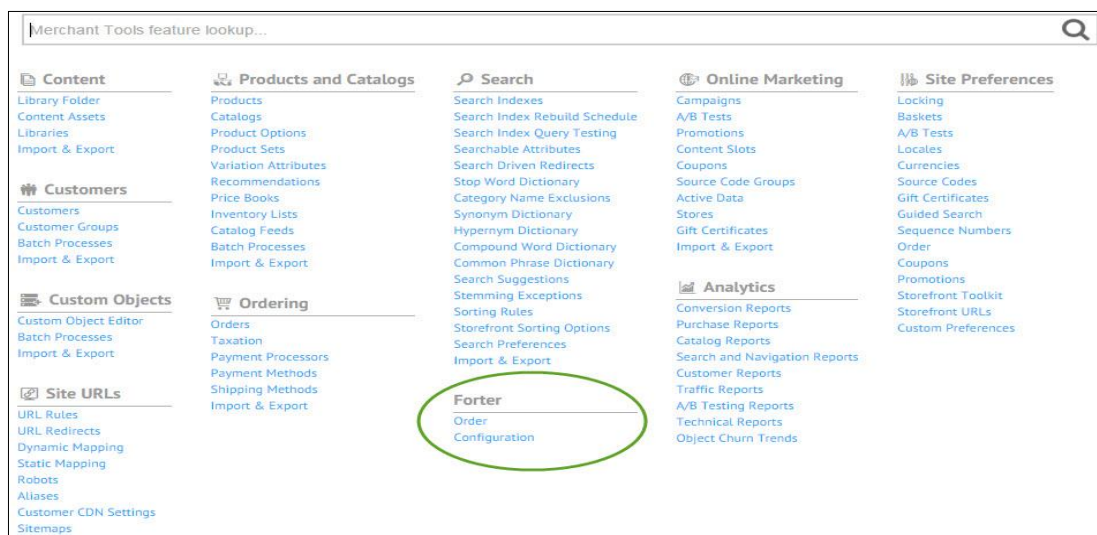 Merchant Tools feature lookup...
Content
Library Folder
Content Assets
Libraries
Import & Export
Customers
Customers
Customer Groups
Batch Processes
Import & Export
Custom Objects
Custom Object Editor
Batch Processes
Import & Export
Site URLs
URL Rules
URL Redirects
Dynamic Mapping
Static Mapping
Robots
Aliases
Customer CDN Settings
Sitemaps
Products and Catalogs
Products
Catalogs
Product Options
Product Sets
Variation Attributes
Recommendations
Price Books
Inventory Lists
Catalog Feeds
Batch Processes
Import & Export
Ordering
Orders
Taxation
Payment Processors
Payment Methods
Shipping Methods
Import & Export
Search
Search Indexes
Search Index Rebuild Schedule
Search Index Query Testing
Searchable Attributes
Search Driven Redirects
Stop Word Dictionary
Category Name Exclusions
Synonym Dictionary
Hypernym Dictionary
Compound Word Dictionary
Common Phrase Dictionary
Search Suggestions
Stemming Exceptions
Sorting Rules
Storefront Sorting Options
Search Preferences
Import & Export
Forter
Order
Configuration
Online Marketing
Campaigns
A/B Tests
Promotions
Content Slots
Coupons
Source Code Groups
Active Data
Stores
Gift Certificates
Import & Export
Analytics
Conversion Reports
Purchase Reports
Catalog Reports
Search and Navigation Reports
Customer Reports
Traffic Reports
A/B Testing Reports
Technical Reports
Object Churn Trends
Site Preferences
Locking
Baskets
A/B Tests
Locales
Currencies
Source Codes
Gift Certificates
Guided Search
Sequence Numbers
Order
Coupons
Promotions
Storefront Toolkit
Storefront URLs
Custom Preferences